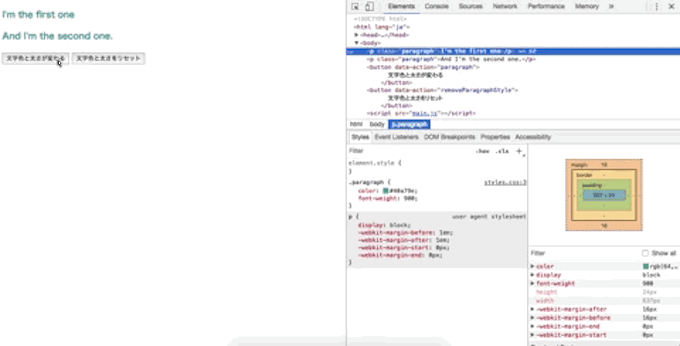 I'm the first one
And I'm the second one.
文字色と太さが変わる
文字色と太さをリセット
Elements Console Sources Network Performance Memory »
<!DOCTYPE html>
<html lang="ja">
▶<head>…</head>
▼<body>
<p class="paragraph">I'm the first one</p> == $0
<p class="paragraph">And I'm the second one.</p>
<button data-action="paragraph">
文字色と太さが変わる
</button>
<button data-action="removeParagraphStyle">
文字色と太さをリセット
</button>
<script src="main.js"></script>
html body p.paragraph
Styles Event Listeners DOM Breakpoints Properties Accessibility
Filter :hov .cls +
element.style {
}
.paragraph { styles.css:3
font-weight: 900;
}
p { user agent stylesheet
display: block;
-webkit-margin-before: 1em;
-webkit-margin-after: 1em;
-webkit-margin-start: 0px;
-webkit-margin-end: 0px;
}
margin 16
border -
padding -
16
Filter Show all
▶color rgb(64,…
▶display block
▶font-weight 900
height 24px
width 637px
▶-webkit-margin-after 16px
▶-webkit-margin-before 16px
▶-webkit-margin-end 0px
▶-webkit-margin-start 0px